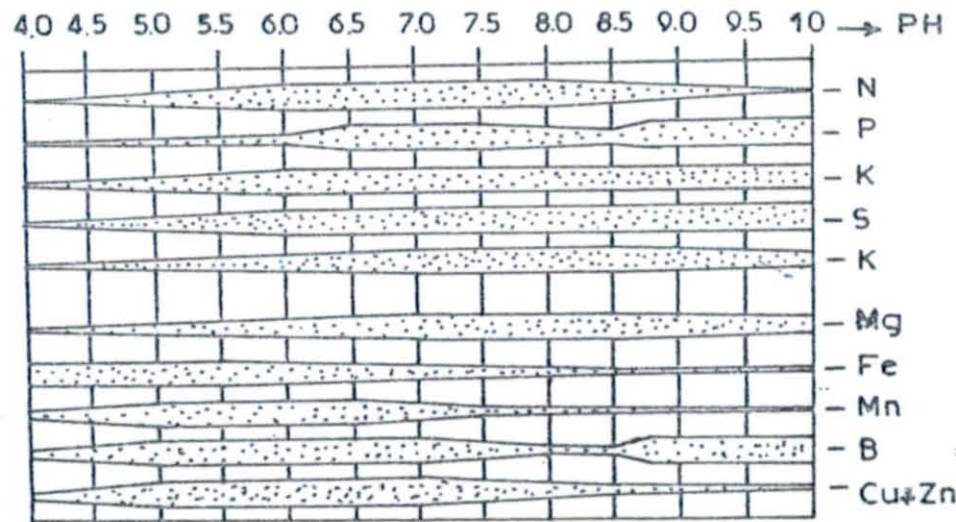 4.0 4.5 5.0 5.5 6.0 6.5 7.0 7.5 8.0 8.5 9.0 9.5 10 → PH
– N
– P
– K
– S
– K
– Mg
– Fe
– Mn
– B
– Cu+Zn